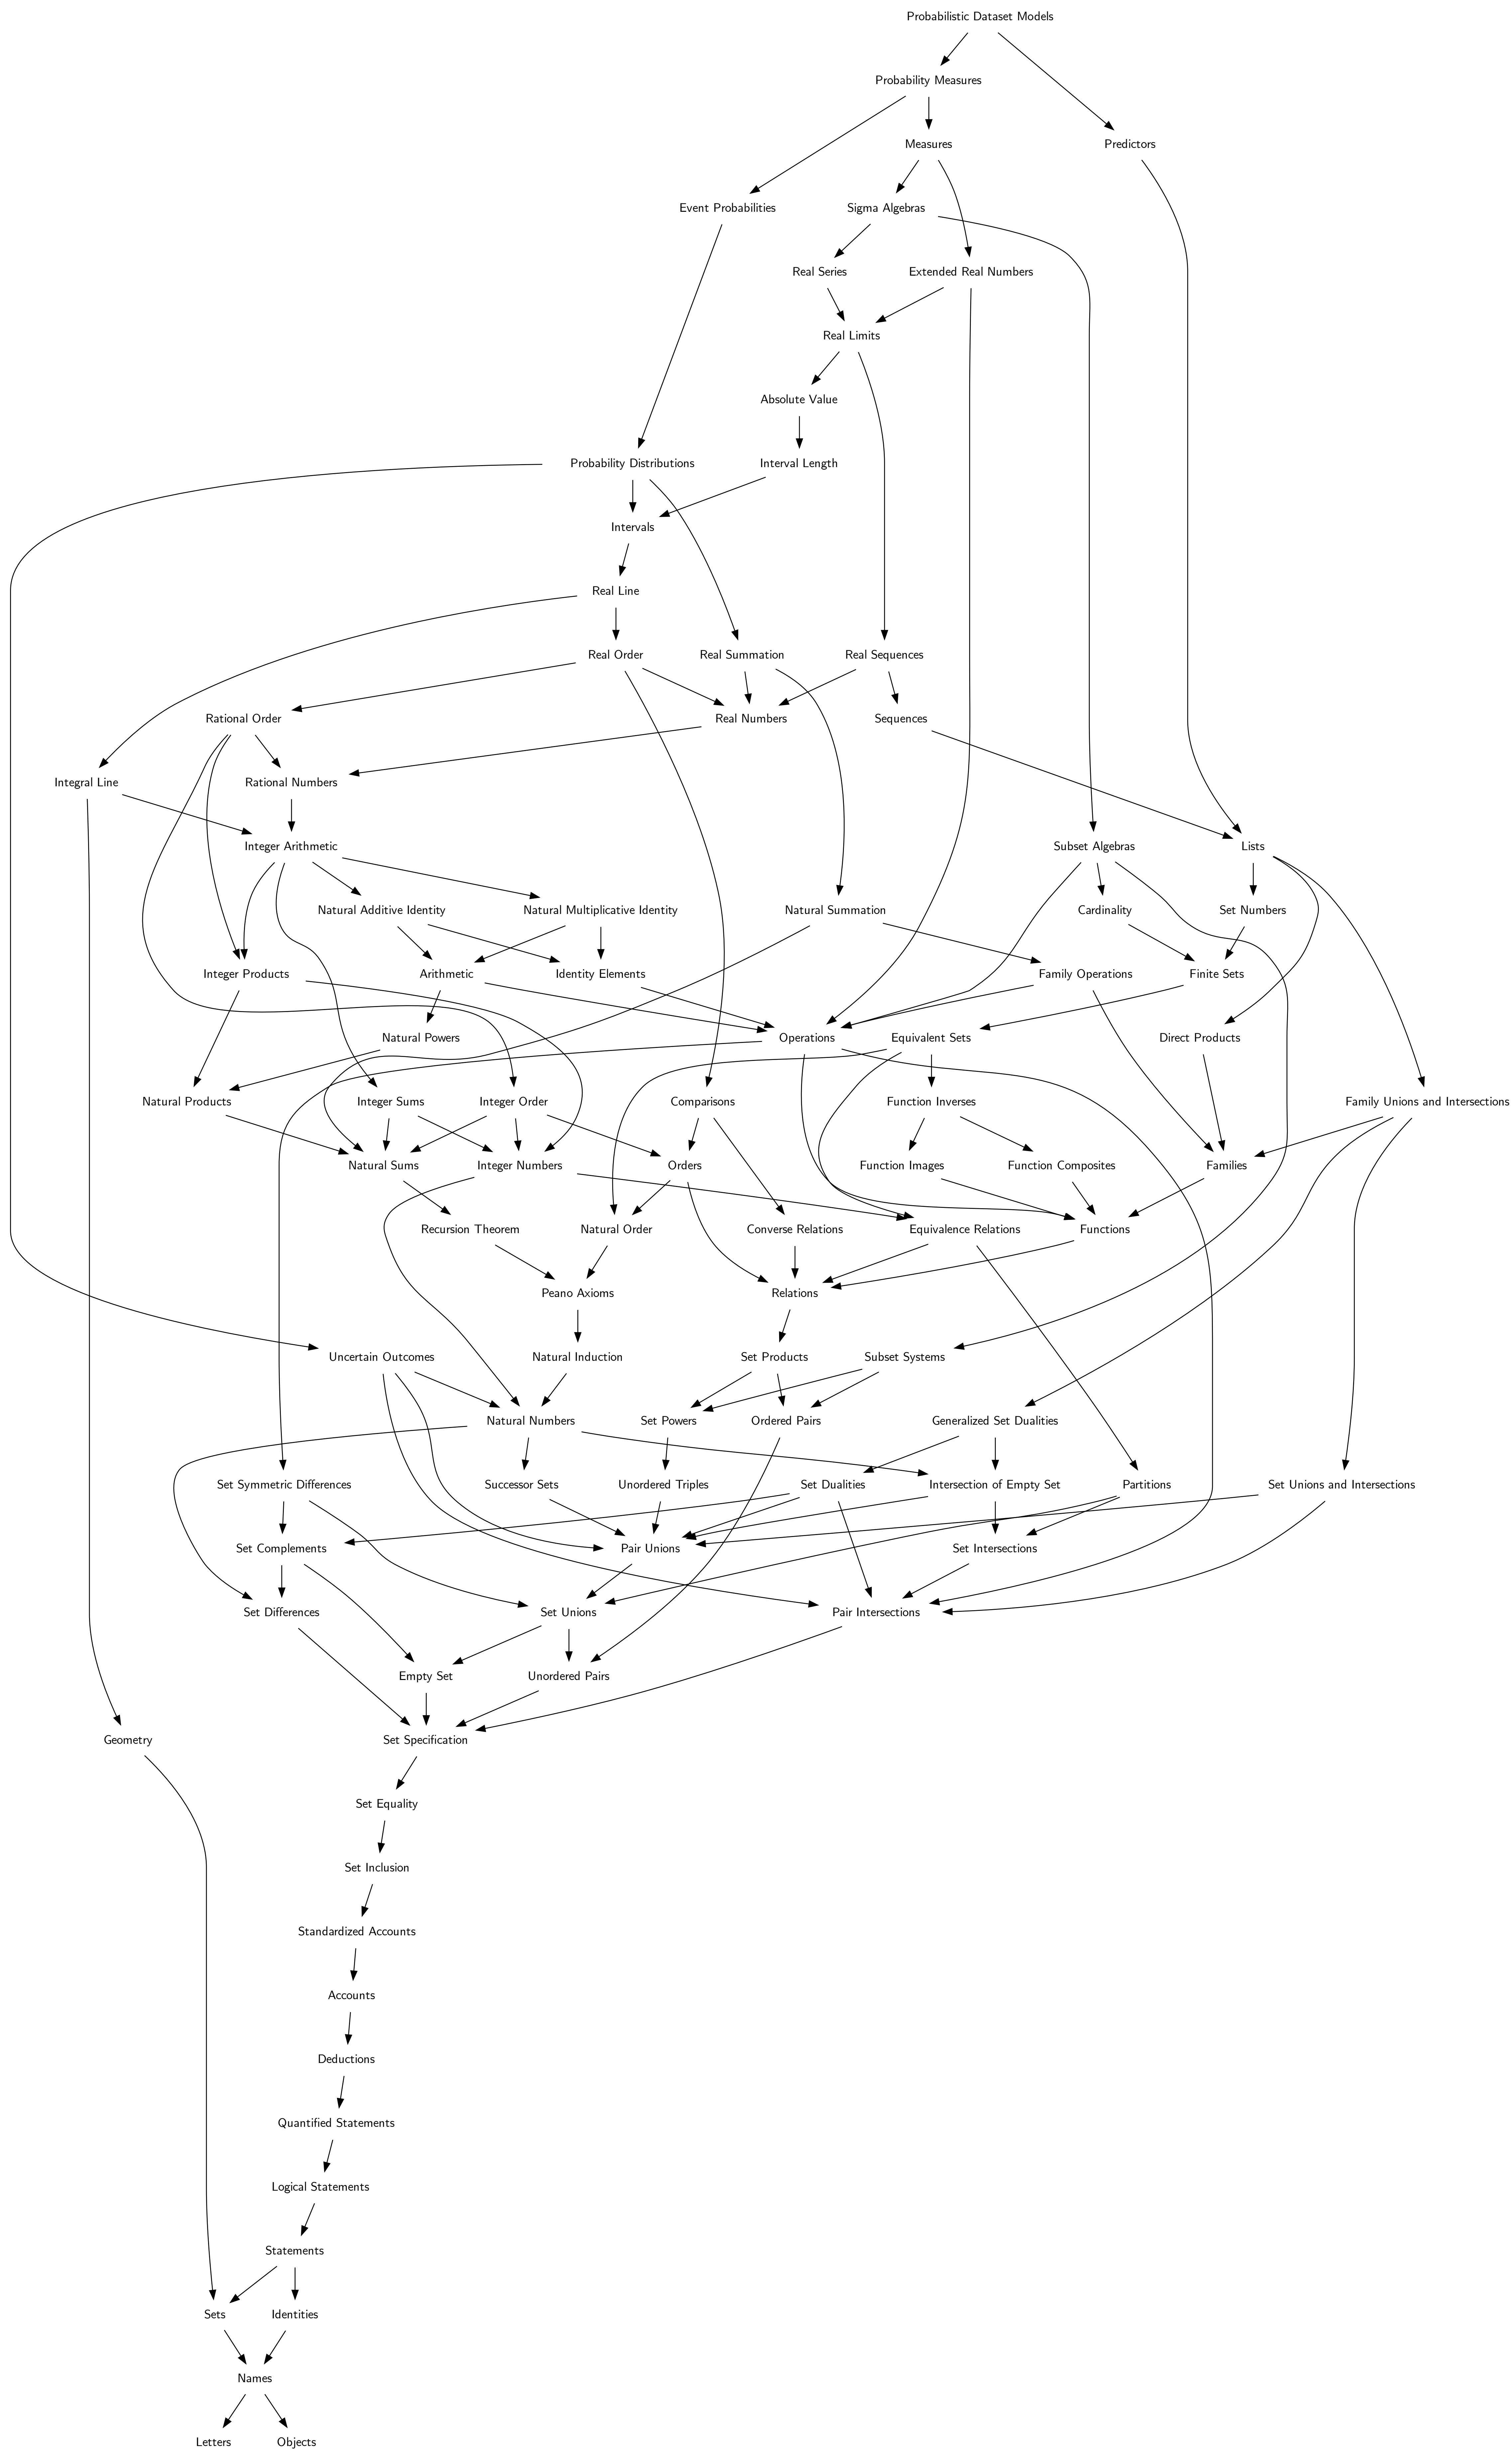 Probabilistic Dataset Models
Probability Measures
Measures
Predictors
Event Probabilities
Sigma Algebras
Real Series
Extended Real Numbers
Real Limits
Absolute Value
Probability Distributions
Interval Length
Intervals
Real Line
Real Order
Real Summation
Real Sequences
Rational Order
Real Numbers
Sequences
Integral Line
Rational Numbers
Integer Arithmetic
Subset Algebras
Lists
Natural Additive Identity
Natural Multiplicative Identity
Natural Summation
Cardinality
Set Numbers
Integer Products
Arithmetic
Identity Elements
Family Operations
Finite Sets
Natural Powers
Operations
Equivalent Sets
Direct Products
Natural Products
Integer Sums
Integer Order
Comparisons
Function Inverses
Family Unions and Intersections
Natural Sums
Integer Numbers
Orders
Function Images
Function Composites
Families
Recursion Theorem
Natural Order
Converse Relations
Equivalence Relations
Functions
Peano Axioms
Relations
Uncertain Outcomes
Natural Induction
Set Products
Subset Systems
Natural Numbers
Set Powers
Ordered Pairs
Generalized Set Dualities
Set Symmetric Differences
Successor Sets
Unordered Triples
Set Dualities
Intersection of Empty Set
Partitions
Set Unions and Intersections
Set Complements
Pair Unions
Set Intersections
Set Differences
Set Unions
Pair Intersections
Empty Set
Unordered Pairs
Geometry
Set Specification
Set Equality
Set Inclusion
Standardized Accounts
Accounts
Deductions
Quantified Statements
Logical Statements
Statements
Sets
Identities
Names
Letters
Objects